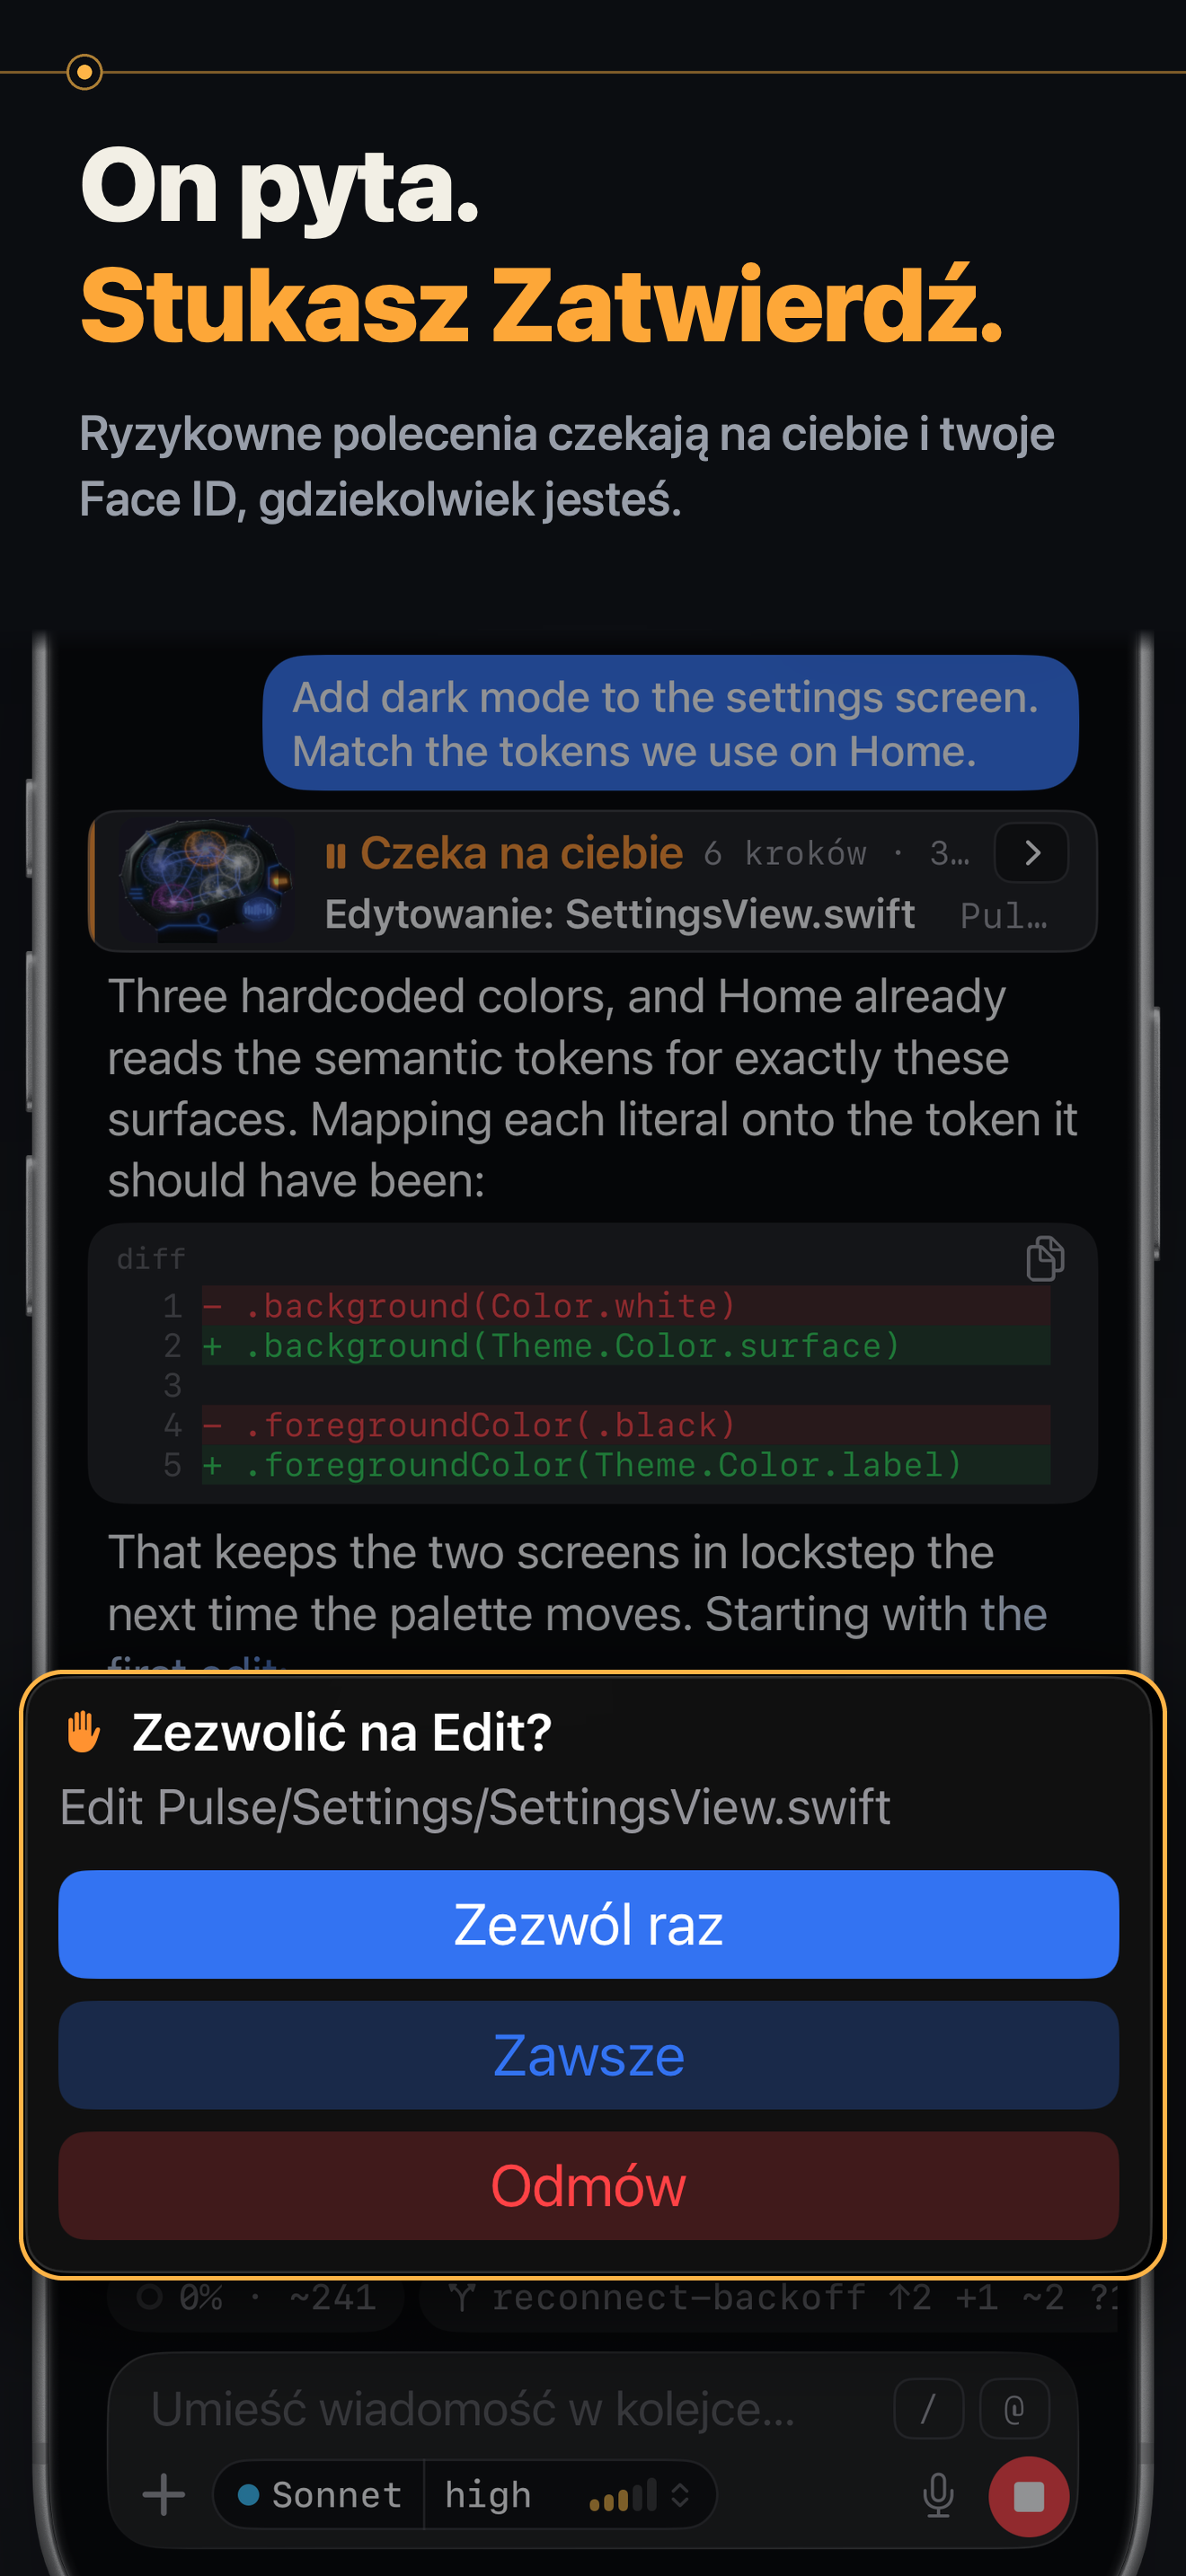 On pyta.
Stukasz Zatwierdź.
Ryzykowne polecenia czekają na ciebie i twoje
Face ID, gdziekolwiek jesteś.
Add dark mode to the settings screen.
Match the tokens we use on Home.
Czeka na ciebie 6 kroków · 3…
Edytowanie: SettingsView.swift Pul…
Three hardcoded colors, and Home already
reads the semantic tokens for exactly these
surfaces. Mapping each literal onto the token it
should have been:
diff
1 − .background(Color.white)
2 + .background(Theme.Color.surface)
3
4 − .foregroundColor(.black)
5 + .foregroundColor(Theme.Color.label)
That keeps the two screens in lockstep the
next time the palette moves. Starting with the
first edit:
Zezwolić na Edit?
Edit Pulse/Settings/SettingsView.swift
Zezwól raz
Zawsze
Odmów
0% · ~241 reconnect-backoff ↑2 +1 ~2 ?1
Umieść wiadomość w kolejce... / @
Sonnet high